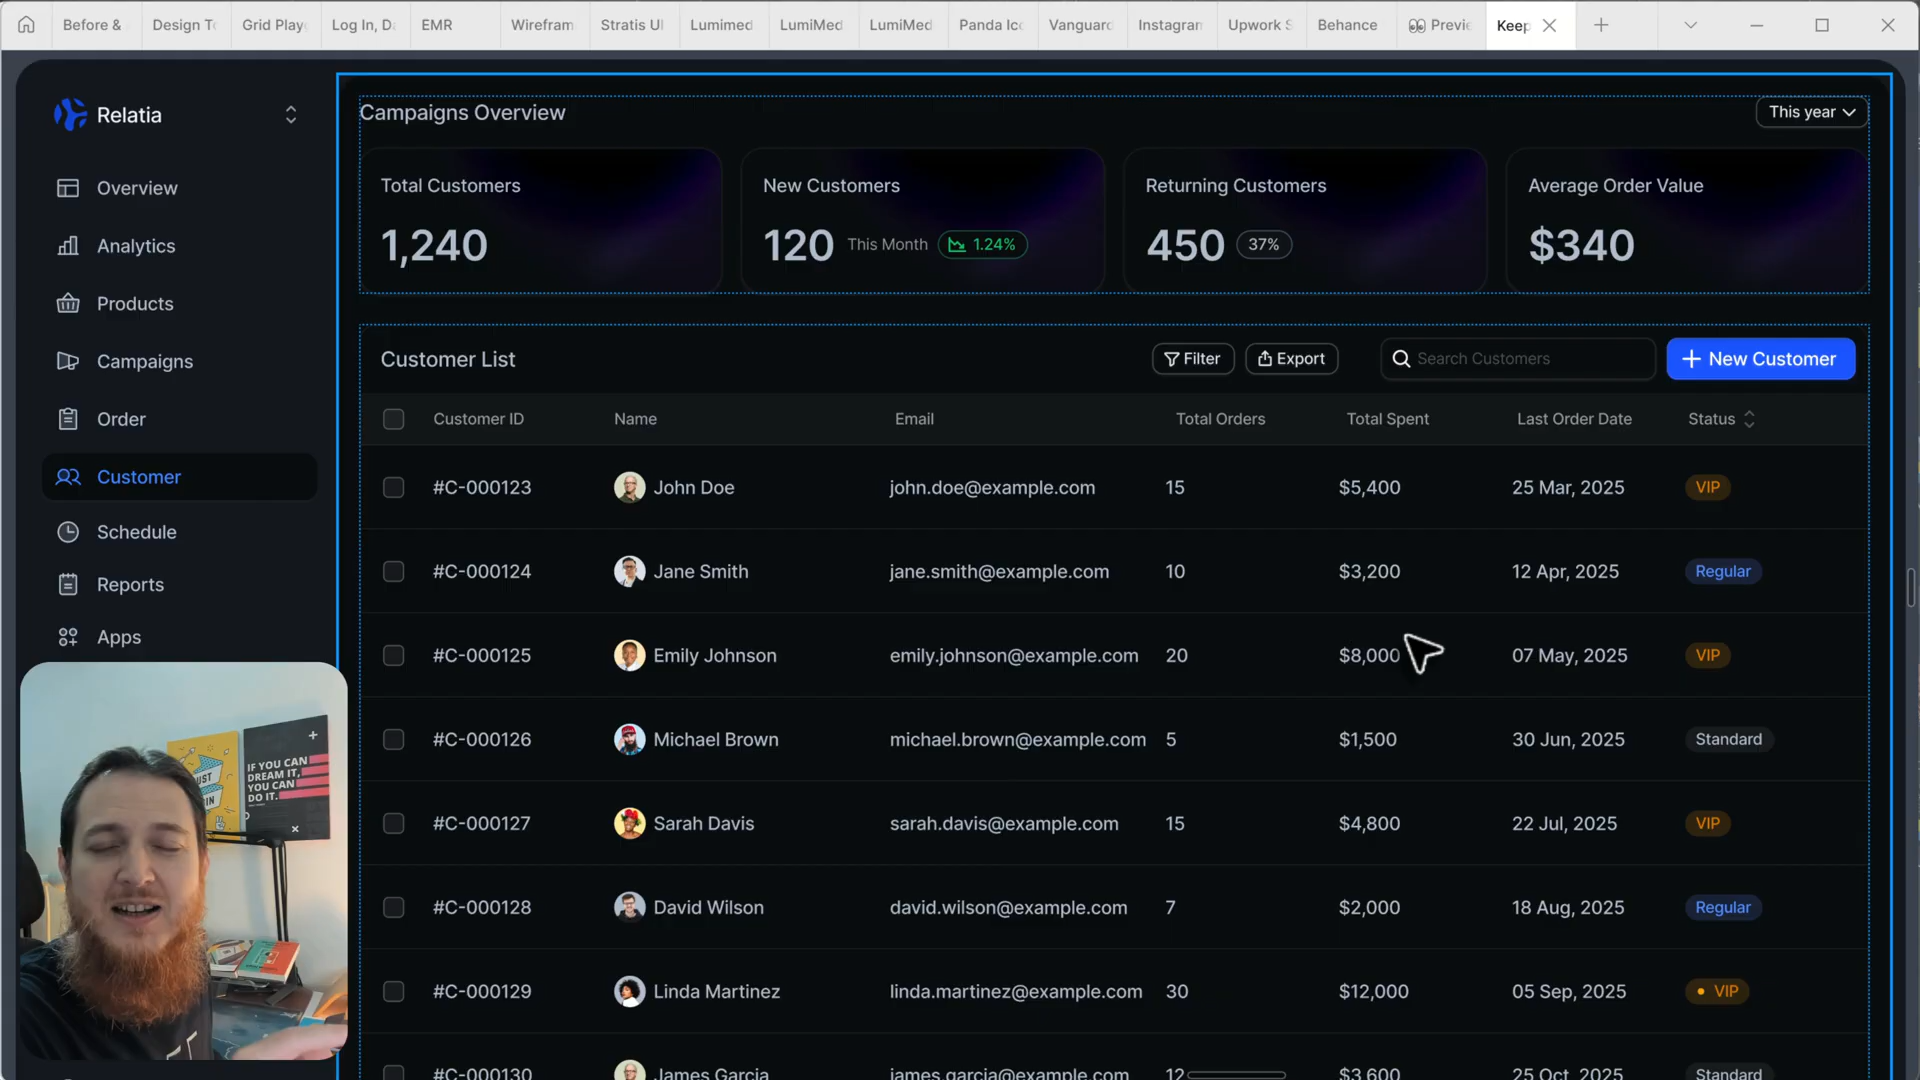 Before &
Design To
Grid Play
Log In, Da
EMR
Wirefram
Stratis UI
Lumimed
LumiMed
LumiMed
Panda Ico
Vanguard
Instagram
Upwork S
Behance
Previe
Keep
Relatia
Overview
Analytics
Products
Campaigns
Order
Customer
Schedule
Reports
Apps
Campaigns Overview
This year
Total Customers
1,240
New Customers
120 This Month 1.24%
Returning Customers
450 37%
Average Order Value
$340
Customer List
Filter
Export
Search Customers
+ New Customer
Customer ID Name Email Total Orders Total Spent Last Order Date Status
#C-000123 John Doe john.doe@example.com 15 $5,400 25 Mar, 2025 VIP
#C-000124 Jane Smith jane.smith@example.com 10 $3,200 12 Apr, 2025 Regular
#C-000125 Emily Johnson emily.johnson@example.com 20 $8,000 07 May, 2025 VIP
#C-000126 Michael Brown michael.brown@example.com 5 $1,500 30 Jun, 2025 Standard
#C-000127 Sarah Davis sarah.davis@example.com 15 $4,800 22 Jul, 2025 VIP
#C-000128 David Wilson david.wilson@example.com 7 $2,000 18 Aug, 2025 Regular
#C-000129 Linda Martinez linda.martinez@example.com 30 $12,000 05 Sep, 2025 VIP
#C-000130 James Garcia james.garcia@example.com 12 $3,600 25 Oct, 2025 Standard
IF YOU CAN
DREAM IT,
YOU CAN
DO IT.